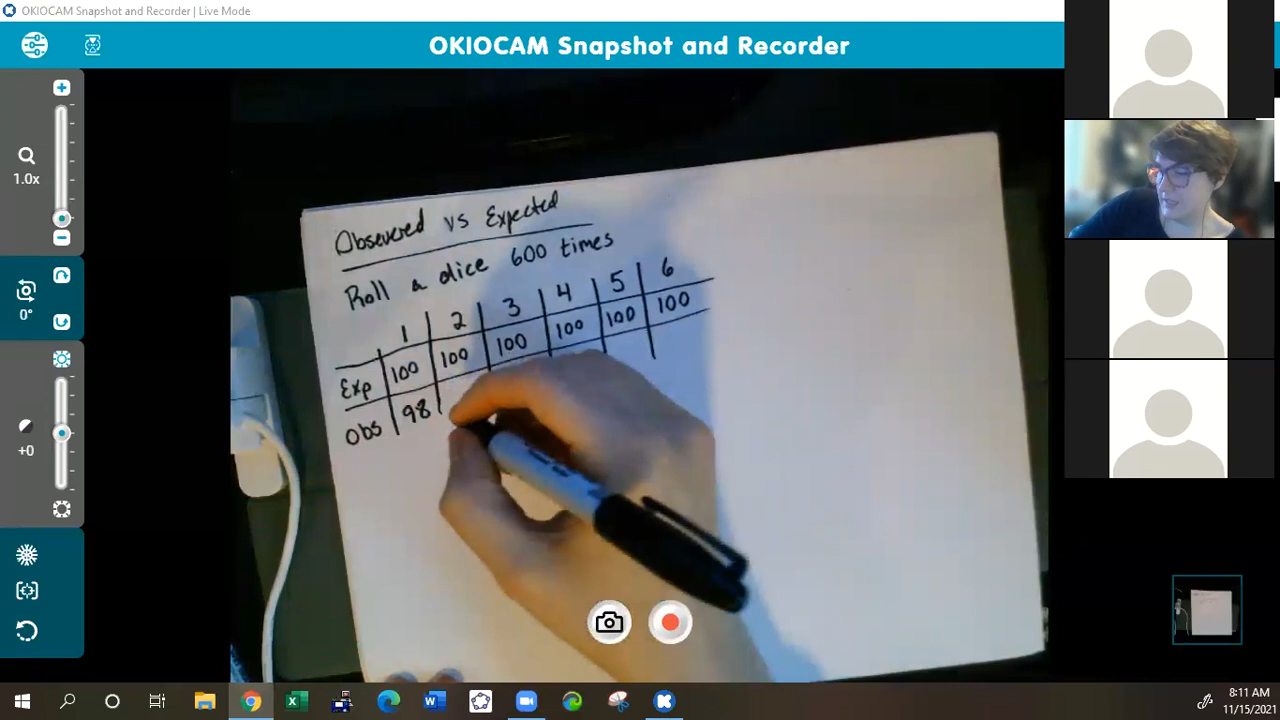 OKIOCAM Snapshot and Recorder | Live Mode
OKIOCAM Snapshot and Recorder
1.0x
0°
+0
Obsevered vs Expected
Roll a dice 600 times
1 2 3 4 5 6
Exp 100 100 100 100 100 100
Obs 98
8:11 AM
11/15/2021